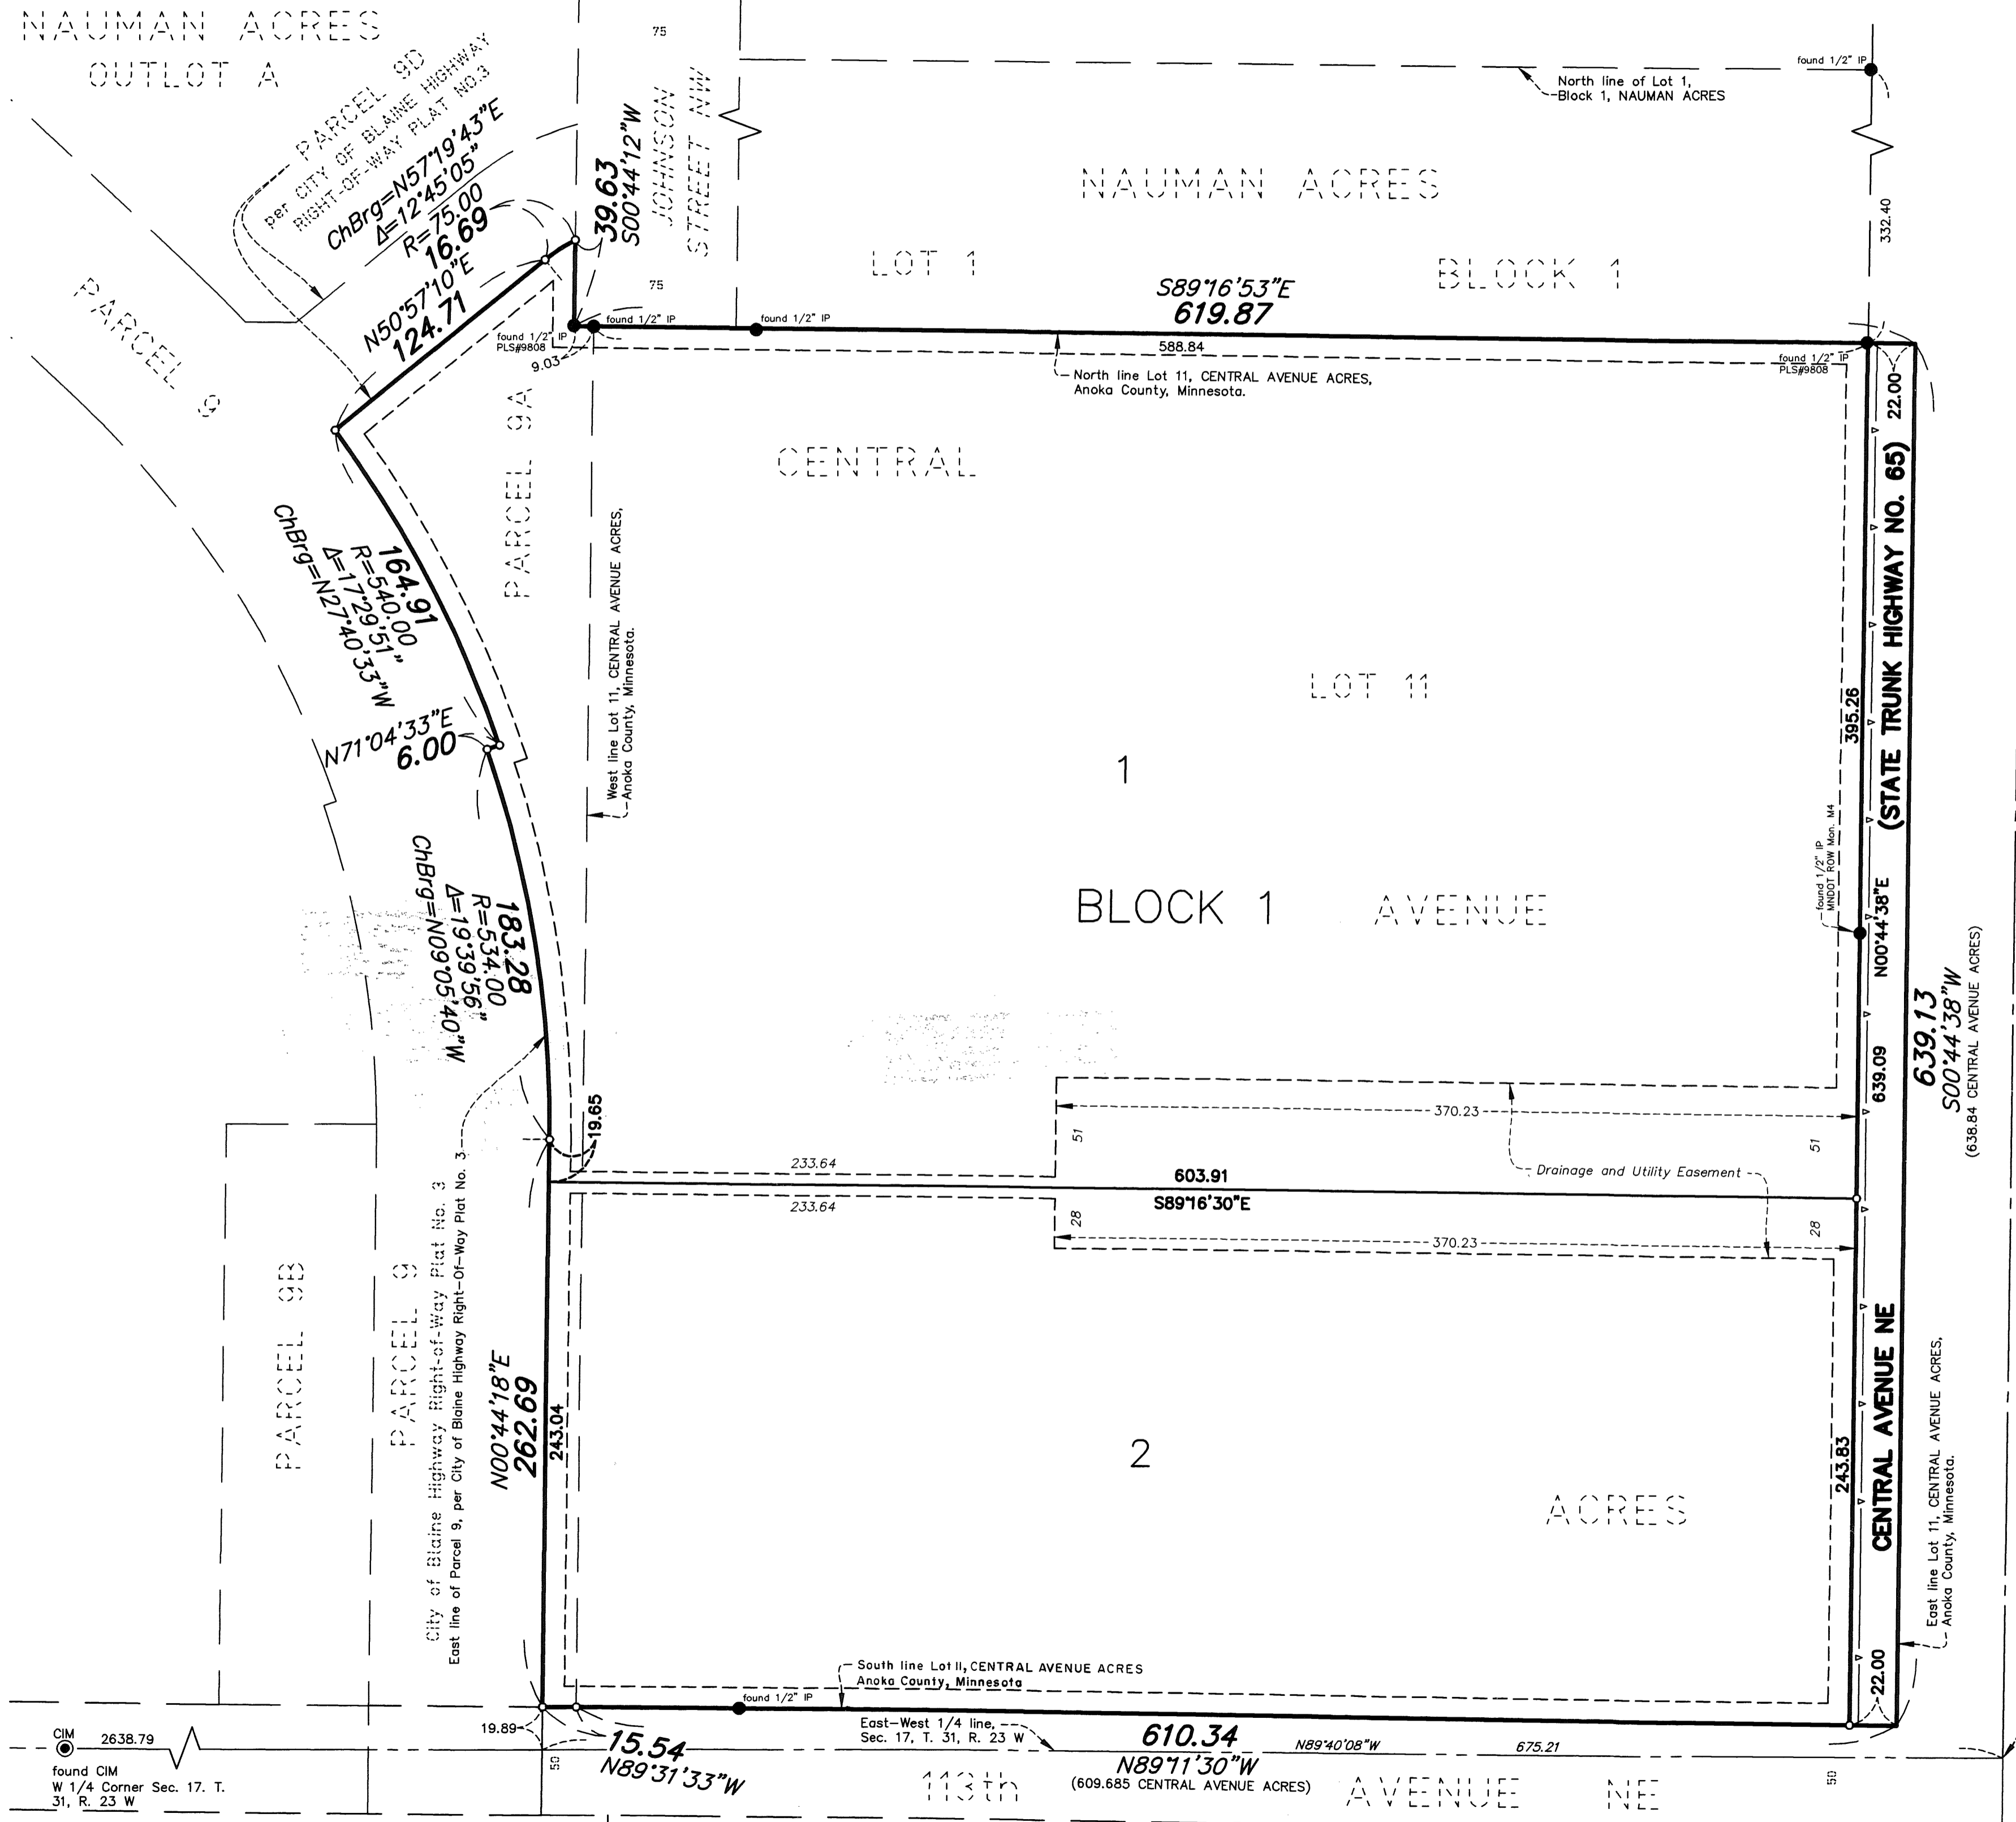 NAUMAN ACRES
OUTLOT A
PARCEL 9D
per CITY OF BLAINE HIGHWAY
RIGHT-OF-WAY PLAT NO.3
ChBrg=N57°19'43"E
Δ=12°45'05"
R=75.00
16.69
N50°57'10"E
124.71
39.63
S00°44'12"W
75
JOHNSON
STREET NW
75
found 1/2" IP
North line of Lot 1,
Block 1, NAUMAN ACRES
332.40
NAUMAN ACRES
LOT 1
BLOCK 1
S89°16'53"E
619.87
found 1/2" IP
found 1/2" IP
found 1/2" IP
PLS#9808
9.03
588.84
North line Lot 11, CENTRAL AVENUE ACRES,
Anoka County, Minnesota.
found 1/2" IP
PLS#9808
22.00
PARCEL 9
PARCEL 9A
CENTRAL
164.91
R=540.00
Δ=17°29'51"
ChBrg=N27°40'33"W
West line Lot 11, CENTRAL AVENUE ACRES,
Anoka County, Minnesota.
LOT 11
395.26
(STATE TRUNK HIGHWAY NO. 65)
N71°04'33"E
6.00
1
found 1/2" IP
MNDOT ROW Mon. M4
BLOCK 1
AVENUE
N00°44'38"E
183.28
R=534.00
Δ=19°39'56"
ChBrg=N09°05'40"W
639.13
S00°44'38"W
(638.84 CENTRAL AVENUE ACRES)
639.09
19.65
370.23
51
51
233.64
603.91
Drainage and Utility Easement
S89°16'30"E
233.64
28
28
370.23
PARCEL 9B
PARCEL 9
City of Blaine Highway Right-of-Way Plat No. 3
East line of Parcel 9, per City of Blaine Highway Right-Of-Way Plat No. 3
N00°44'18"E
262.69
243.04
2
243.83
CENTRAL AVENUE NE
ACRES
East line Lot 11, CENTRAL AVENUE ACRES,
Anoka County, Minnesota.
22.00
South line Lot 11, CENTRAL AVENUE ACRES
Anoka County, Minnesota
found 1/2" IP
19.89
15.54
N89°31'33"W
50
East-West 1/4 line,
Sec. 17, T. 31, R. 23 W
610.34
N89°11'30"W
(609.685 CENTRAL AVENUE ACRES)
N89°40'08"W
675.21
50
CIM
2638.79
found CIM
W 1/4 Corner Sec. 17. T.
31, R. 23 W
113th AVENUE NE